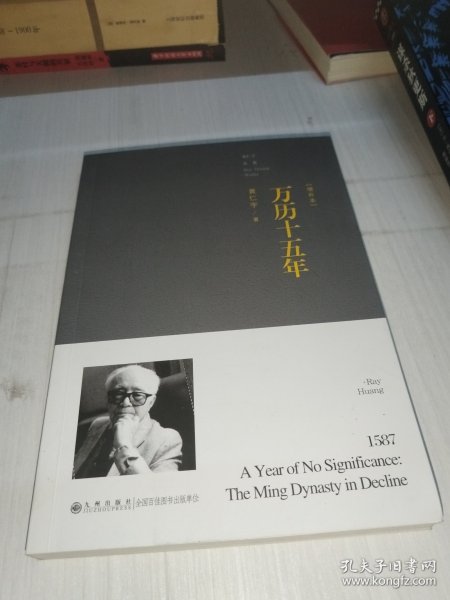 万历十五年
(增补本)
黄仁宇/著
·Ray
Huang
1587
A Year of No Significance:
The Ming Dynasty in Decline
九州出版社
JIUZHOUPRESS
全国百佳图书出版单位
孔夫子旧书网
www.kongfz.com